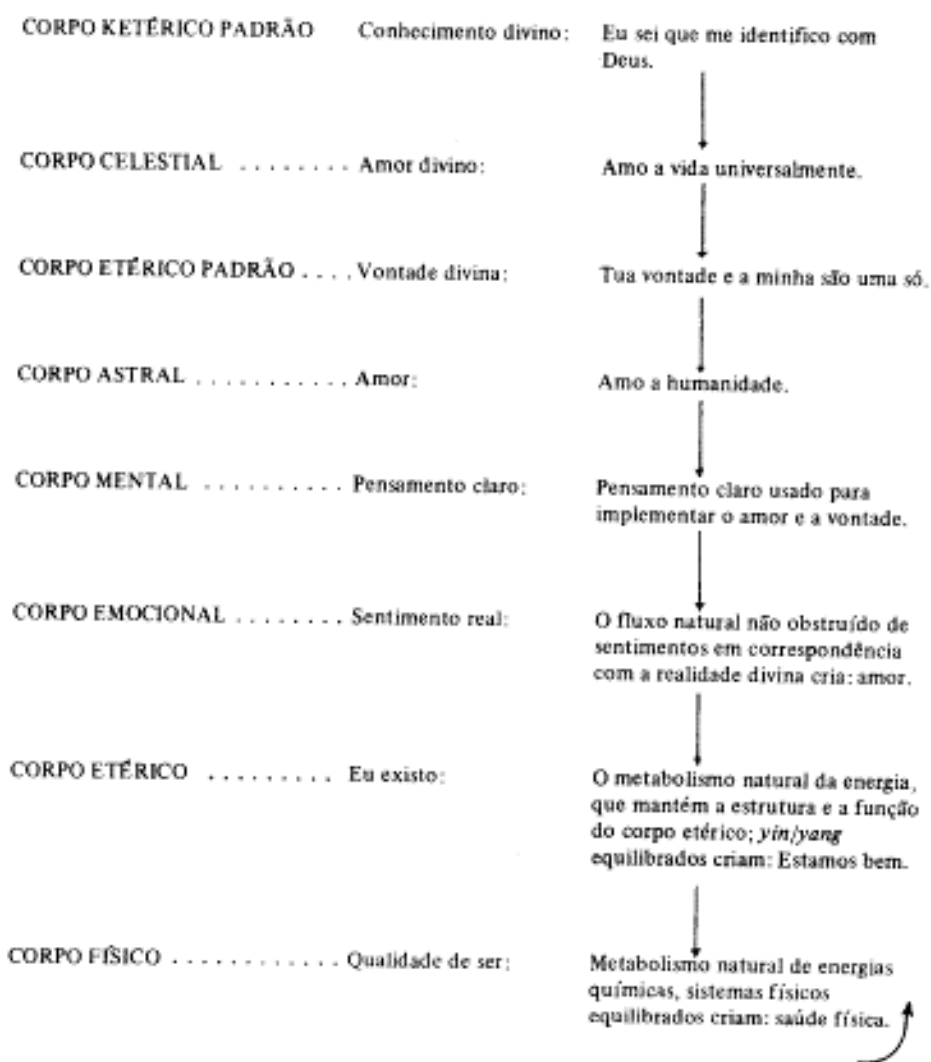 CORPO KETÉRICO PADRÃO Conhecimento divino: Eu sei que me identifico com
Deus.
CORPO CELESTIAL ........ Amor divino: Amo a vida universalmente.
CORPO ETÉRICO PADRÃO .... Vontade divina: Tua vontade e a minha são uma só.
CORPO ASTRAL ........... Amor: Amo a humanidade.
CORPO MENTAL .......... Pensamento claro: Pensamento claro usado para
implementar o amor e a vontade.
CORPO EMOCIONAL ........ Sentimento real: O fluxo natural não obstruído de
sentimentos em correspondência
com a realidade divina cria: amor.
CORPO ETÉRICO ......... Eu existo: O metabolismo natural da energia,
que mantém a estrutura e a função
do corpo etérico; yin/yang
equilibrados criam: Estamos bem.
CORPO FÍSICO ............. Qualidade de ser: Metabolismo natural de energias
químicas, sistemas físicos
equilibrados criam: saúde física.